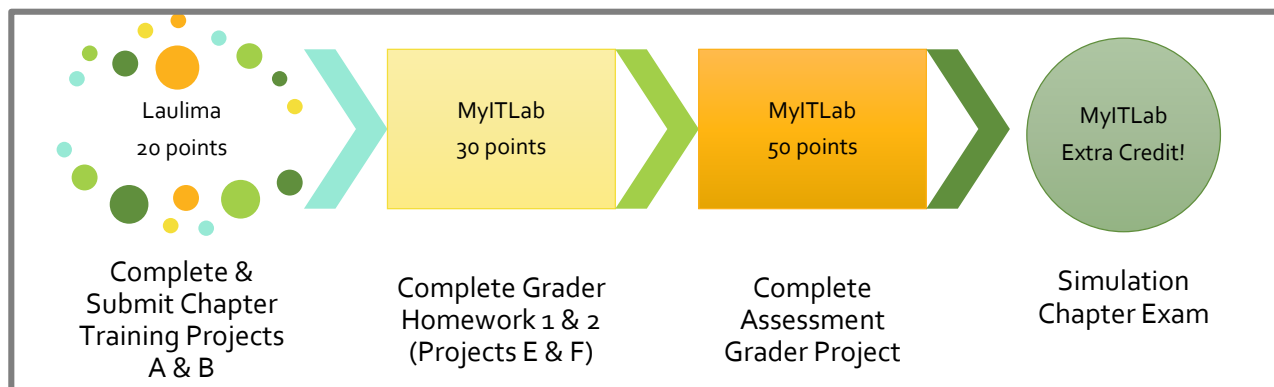 Laulima
20 points
MyITLab
30 points
MyITLab
50 points
MyITLab
Extra Credit!
Complete &
Submit Chapter
Training Projects
A & B
Complete Grader
Homework 1 & 2
(Projects E & F)
Complete
Assessment
Grader Project
Simulation
Chapter Exam